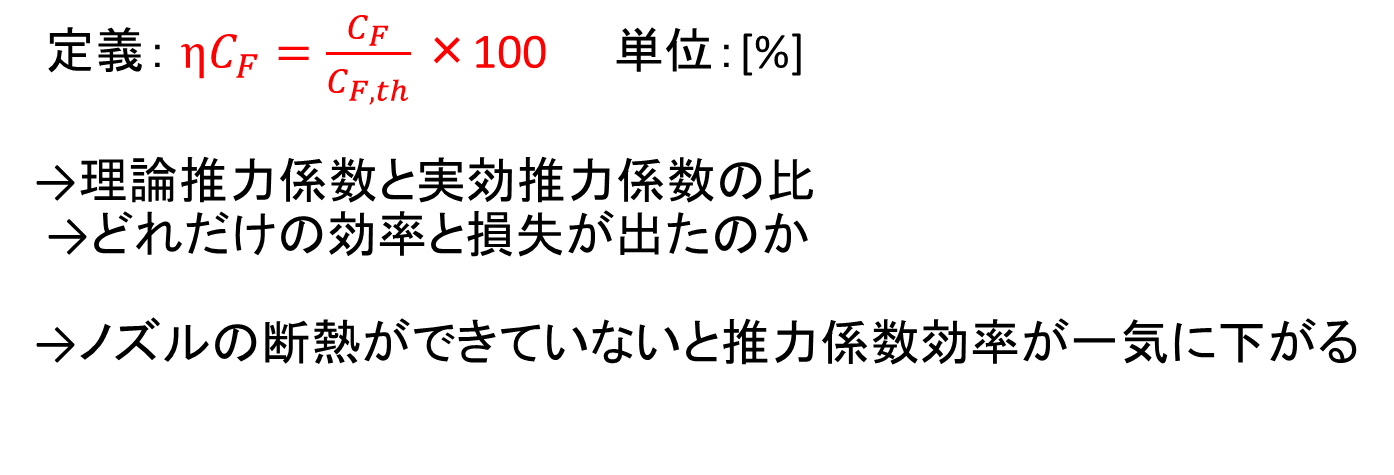 定義：ηC_F = C_F / C_{F,th} × 100　単位：[%]
→理論推力係数と実効推力係数の比
→どれだけの効率と損失が出たのか
→ノズルの断熱ができていないと推力係数効率が一気に下がる